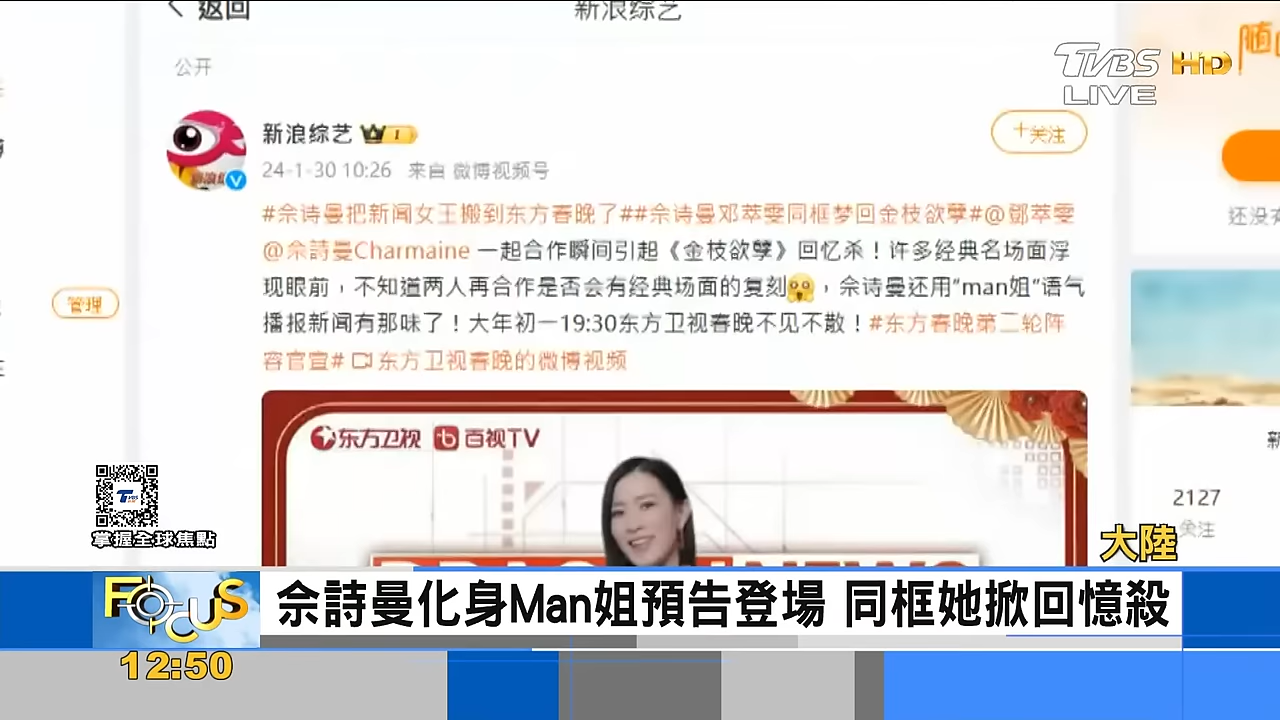 返回
新浪综艺
公开
TVBS HD
LIVE
新浪综艺
+关注
24-1-30 10:26 来自 微博视频号
#佘诗曼把新闻女王搬到东方春晚了##佘诗曼邓萃雯同框梦回金枝欲孽#@鄧萃雯
@佘詩曼Charmaine 一起合作瞬间引起《金枝欲孽》回忆杀！许多经典名场面浮
现眼前，不知道两人再合作是否会有经典场面的复刻😱，佘诗曼还用"man姐"语气
播报新闻有那味了！大年初一19:30东方卫视春晚不见不散！#东方春晚第二轮阵
容官宣# 东方卫视春晚的微博视频
管理
还没有
东方卫视 百视TV
2127
关注
TVBS
掌握全球焦點
大陸
FOCUS
佘詩曼化身Man姐預告登場 同框她掀回憶殺
12:50